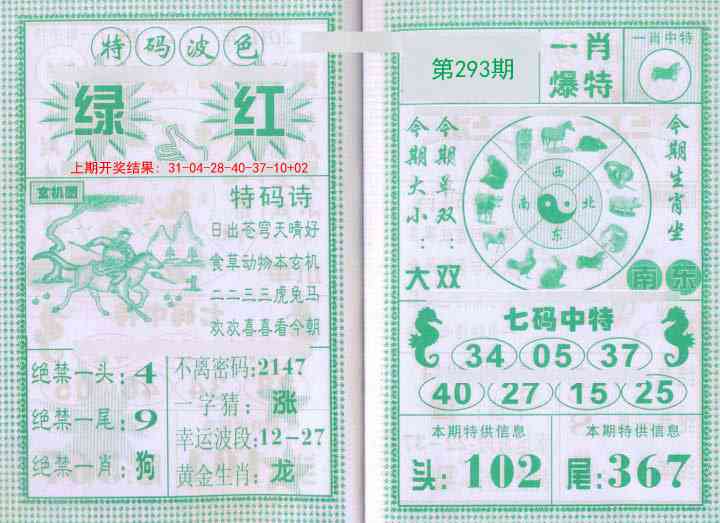 特码波色
绿 红
上期开奖结果: 31-04-28-40-37-10+02
玄机图
特码诗
日出苍穹天晴好
食草动物本玄机
二二三三虎兔马
欢欢喜喜看今朝
绝禁一头:4
绝禁一尾:9
绝禁一肖:狗
不离密码:2147
一字猜:涨
幸运波段:12-27
黄金生肖:龙
第293期
一肖
爆特
一肖中特
今期大小:大
今期单双:双
西
南 北
东
今期生肖坐
南 东
七码中特
34 05 37
40 27 15 25
本期特供信息
头:102
本期特供信息
尾:367